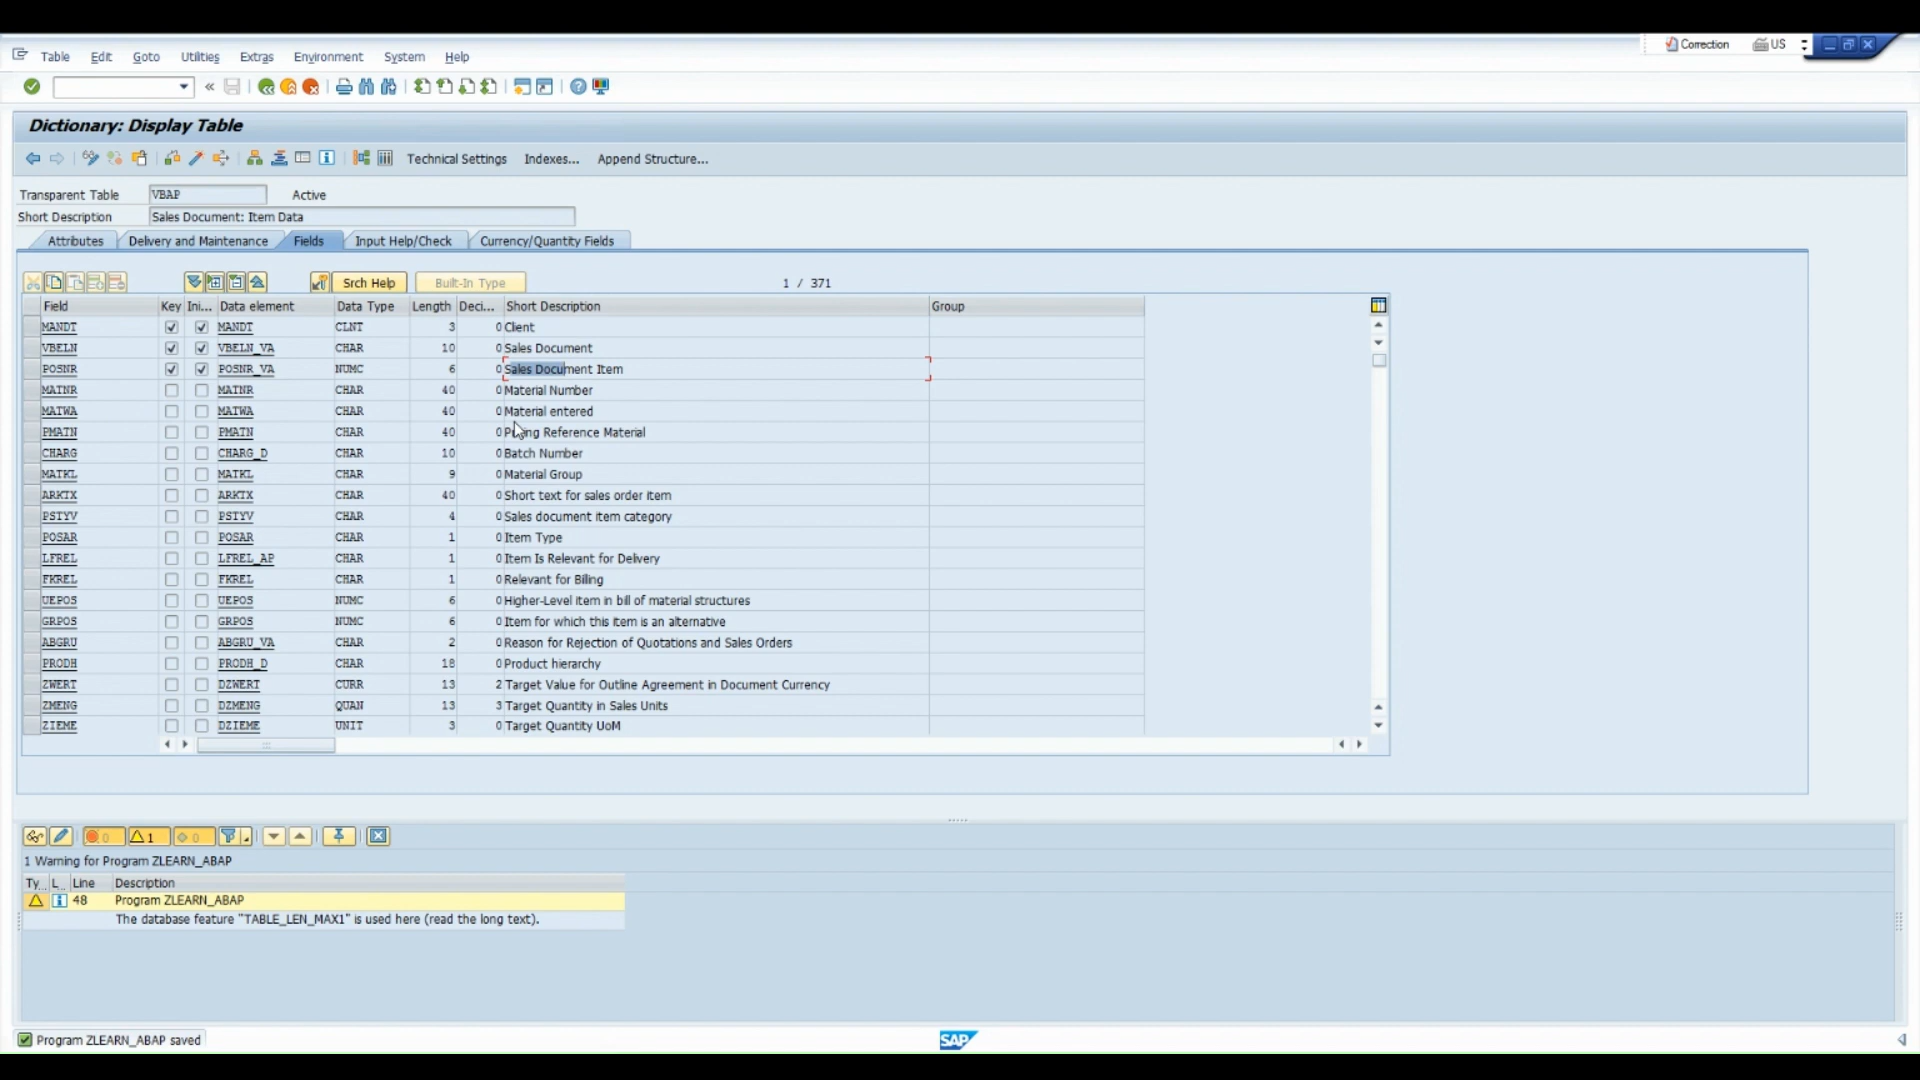 Correction US
Table Edit Goto Utilities Extras Environment System Help
Dictionary: Display Table
Technical Settings Indexes... Append Structure...
Transparent Table VBAP Active
Short Description Sales Document: Item Data
Attributes Delivery and Maintenance Fields Input Help/Check Currency/Quantity Fields
Srch Help Built-In Type 1 / 371
Field Key Ini... Data element Data Type Length Deci... Short Description Group
MANDT MANDT CLNT 3 0 Client
VBELN VBELN_VA CHAR 10 0 Sales Document
POSNR POSNR_VA NUMC 6 0 Sales Document Item
MATNR MATNR CHAR 40 0 Material Number
MATWA MATWA CHAR 40 0 Material entered
PMATN PMATN CHAR 40 0 Pricing Reference Material
CHARG CHARG_D CHAR 10 0 Batch Number
MATKL MATKL CHAR 9 0 Material Group
ARKTX ARKTX CHAR 40 0 Short text for sales order item
PSTYV PSTYV CHAR 4 0 Sales document item category
POSAR POSAR CHAR 1 0 Item Type
LFREL LFREL_AP CHAR 1 0 Item Is Relevant for Delivery
FKREL FKREL CHAR 1 0 Relevant for Billing
UEPOS UEPOS NUMC 6 0 Higher-Level item in bill of material structures
GRPOS GRPOS NUMC 6 0 Item for which this item is an alternative
ABGRU ABGRU_VA CHAR 2 0 Reason for Rejection of Quotations and Sales Orders
PRODH PRODH_D CHAR 18 0 Product hierarchy
ZWERT DZWERT CURR 13 2 Target Value for Outline Agreement in Document Currency
ZMENG DZMENG QUAN 13 3 Target Quantity in Sales Units
ZIEME DZIEME UNIT 3 0 Target Quantity UoM
0 1 0
1 Warning for Program ZLEARN_ABAP
Ty... L... Line Description
48 Program ZLEARN_ABAP
The database feature "TABLE_LEN_MAX1" is used here (read the long text).
Program ZLEARN_ABAP saved
SAP